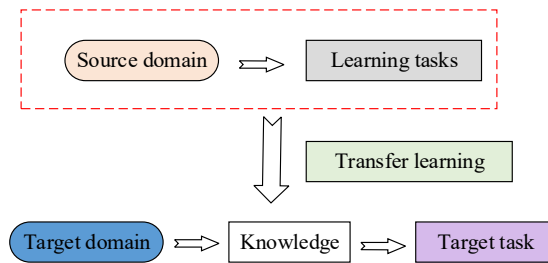 Source domain
Learning tasks
Transfer learning
Target domain
Knowledge
Target task